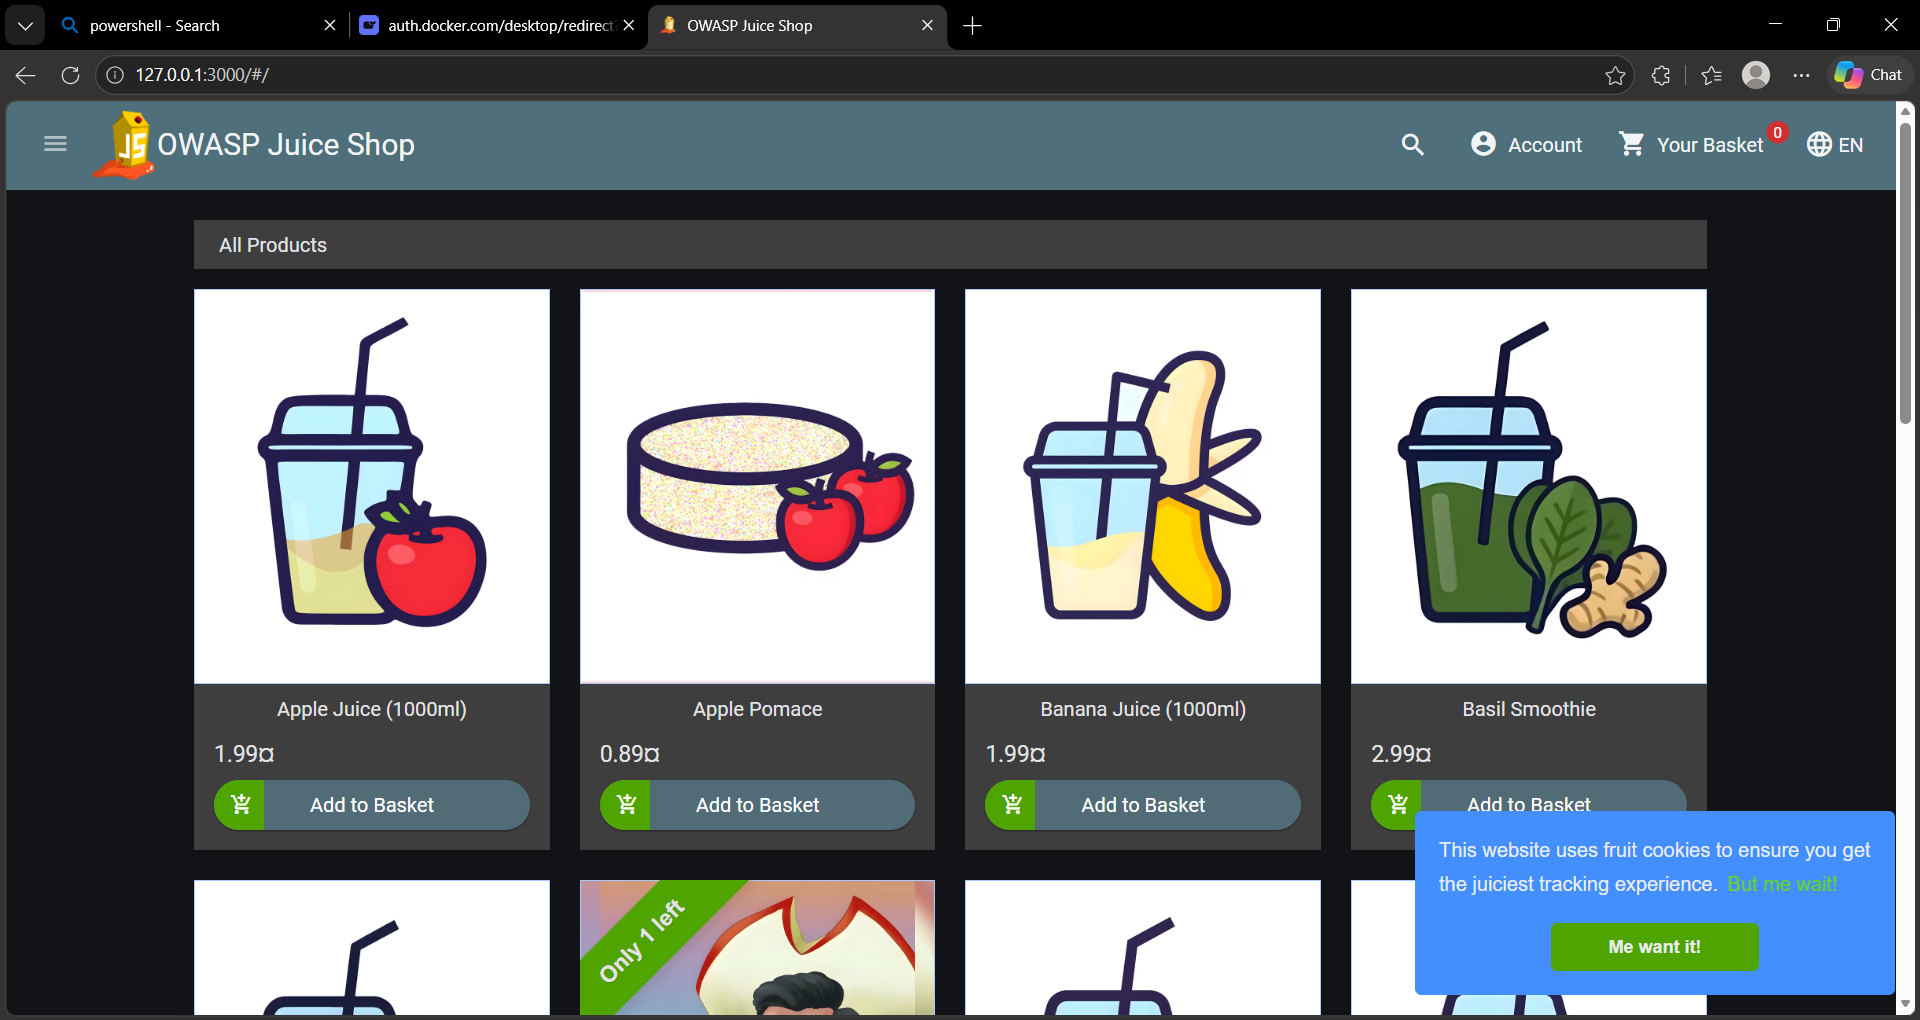 powershell - Search
auth.docker.com/desktop/redirect
OWASP Juice Shop
127.0.0.1:3000/#/
Chat
JS
OWASP Juice Shop
Account
Your Basket
0
EN
All Products
Apple Juice (1000ml)
1.99¤
Add to Basket
Apple Pomace
0.89¤
Add to Basket
Banana Juice (1000ml)
1.99¤
Add to Basket
Basil Smoothie
2.99¤
Add to Basket
Only 1 left
This website uses fruit cookies to ensure you get
the juiciest tracking experience. But me wait!
Me want it!